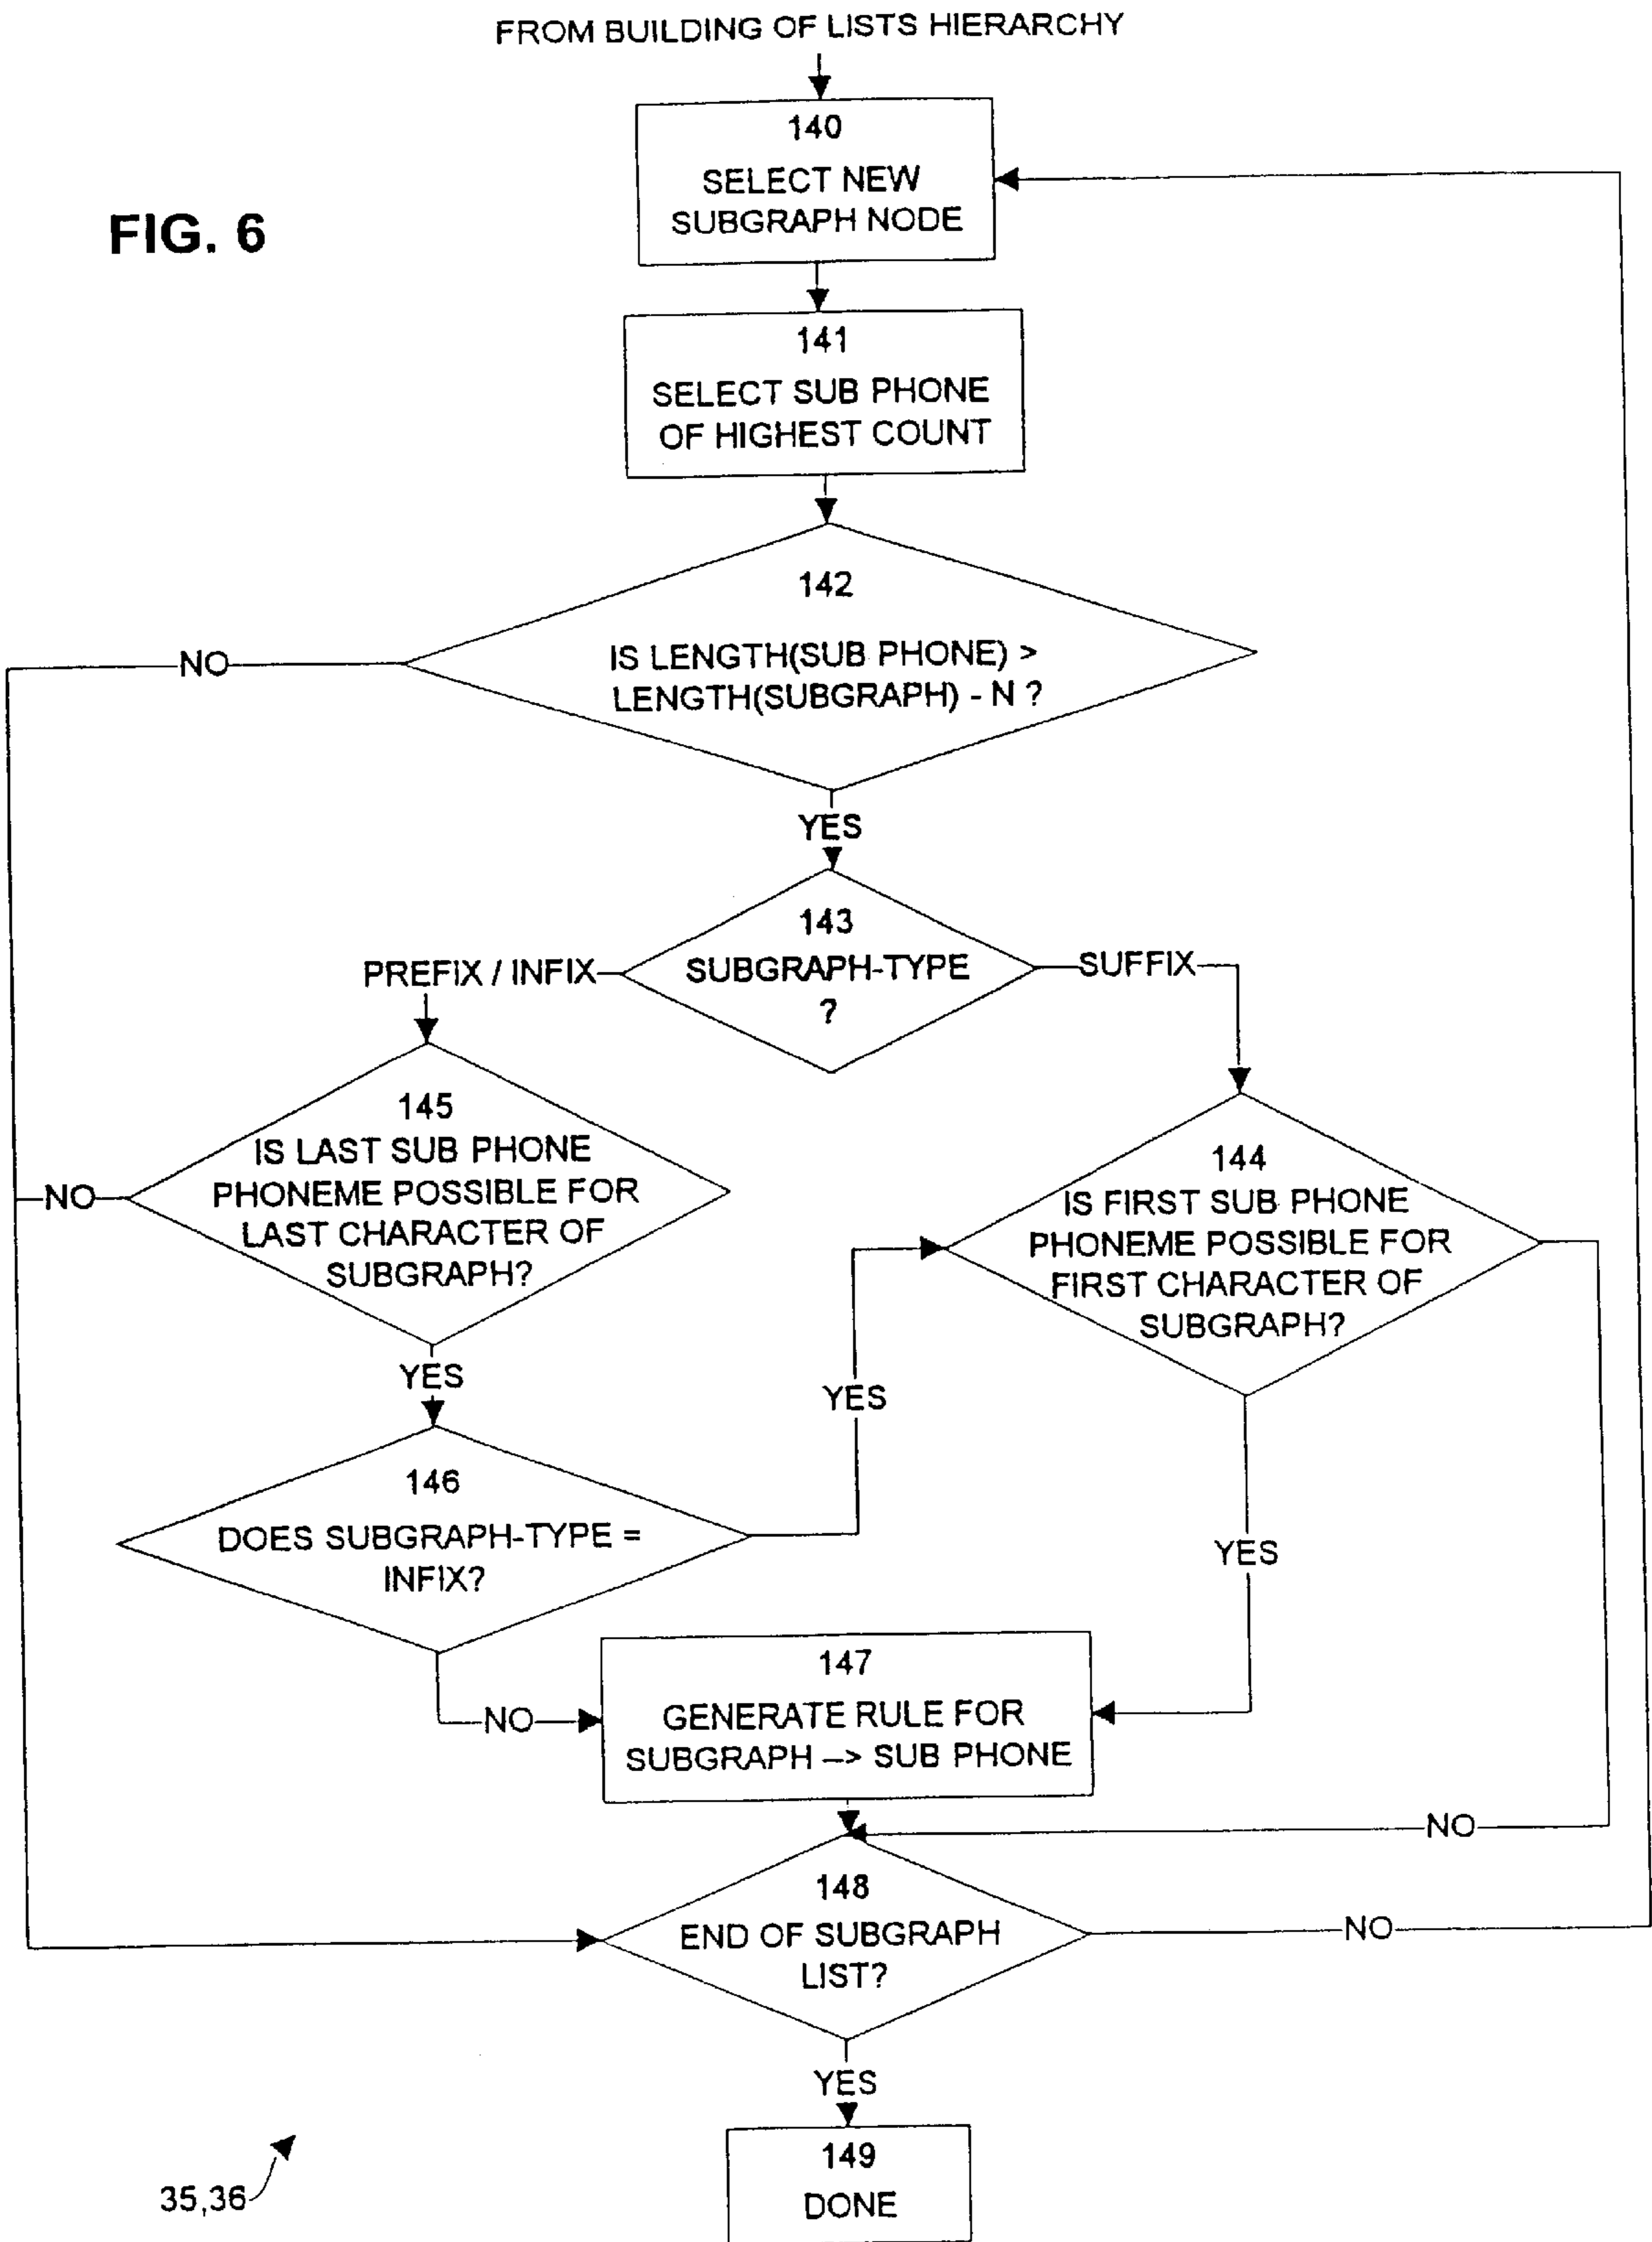 FROM BUILDING OF LISTS HIERARCHY
FIG. 6
140
SELECT NEW
SUBGRAPH NODE
141
SELECT SUB PHONE
OF HIGHEST COUNT
142
IS LENGTH(SUB PHONE) >
LENGTH(SUBGRAPH) - N ?
NO
YES
143
SUBGRAPH-TYPE
?
PREFIX / INFIX
SUFFIX
145
IS LAST SUB PHONE
PHONEME POSSIBLE FOR
LAST CHARACTER OF
SUBGRAPH?
NO
144
IS FIRST SUB PHONE
PHONEME POSSIBLE FOR
FIRST CHARACTER OF
SUBGRAPH?
YES
YES
146
DOES SUBGRAPH-TYPE =
INFIX?
YES
NO
147
GENERATE RULE FOR
SUBGRAPH --> SUB PHONE
NO
148
END OF SUBGRAPH
LIST?
NO
YES
149
DONE
35,36